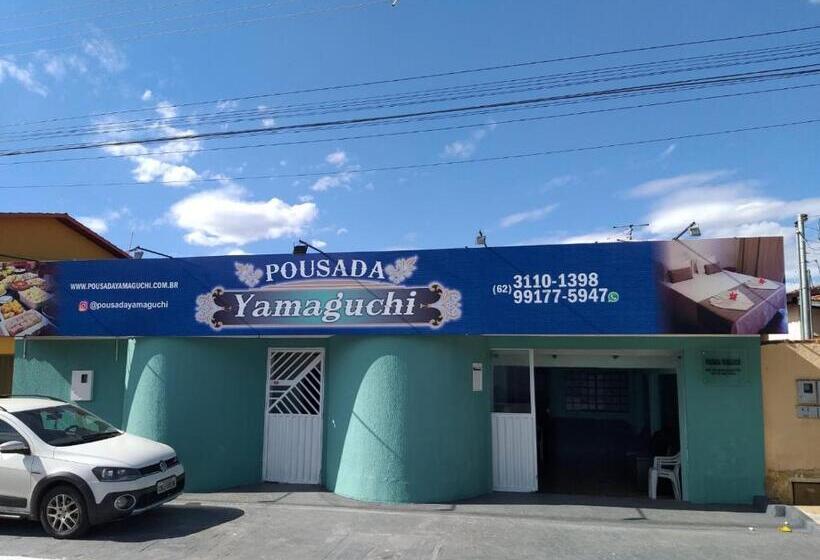 POUSADA
Yamaguchi
WWW.POUSADAYAMAGUCHI.COM.BR
@pousadayamaguchi
(62) 3110-1398
99177-5947